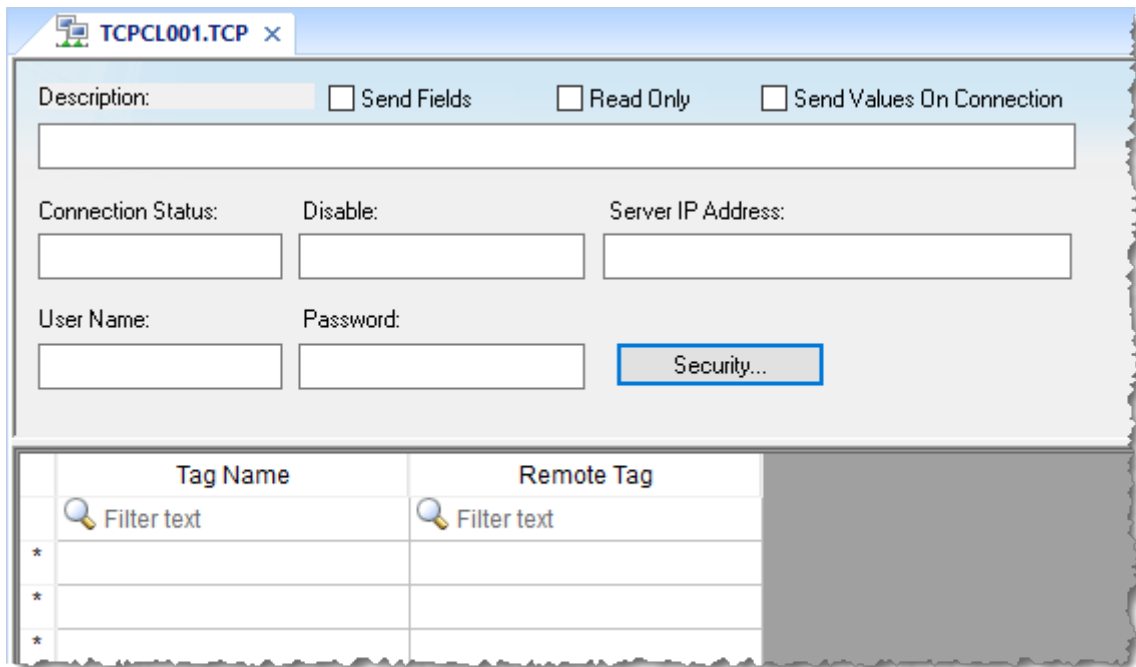 TCPCL001.TCP
Description: Send Fields Read Only Send Values On Connection
Connection Status: Disable: Server IP Address:
User Name: Password:
Security...
Tag Name Remote Tag
Filter text Filter text
*
*
*